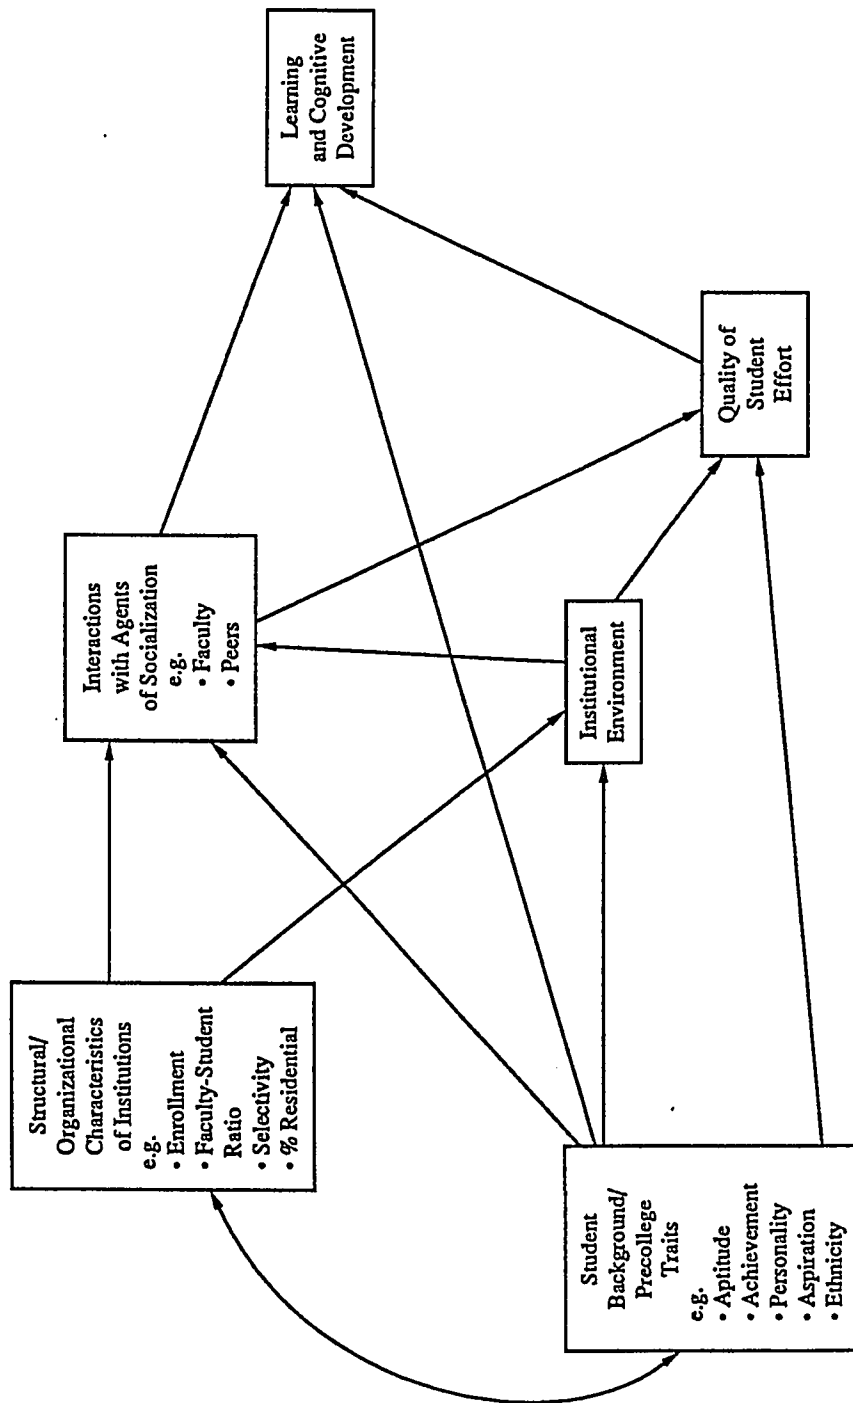 Structural/
Organizational
Characteristics
of Institutions
e.g.
• Enrollment
• Faculty-Student
Ratio
• Selectivity
• % Residential
Student
Background/
Precollege
Traits
e.g.
• Aptitude
• Achievement
• Personality
• Aspiration
• Ethnicity
Interactions
with Agents
of Socialization
e.g.
• Faculty
• Peers
Institutional
Environment
Quality of
Student
Effort
Learning
and Cognitive
Development